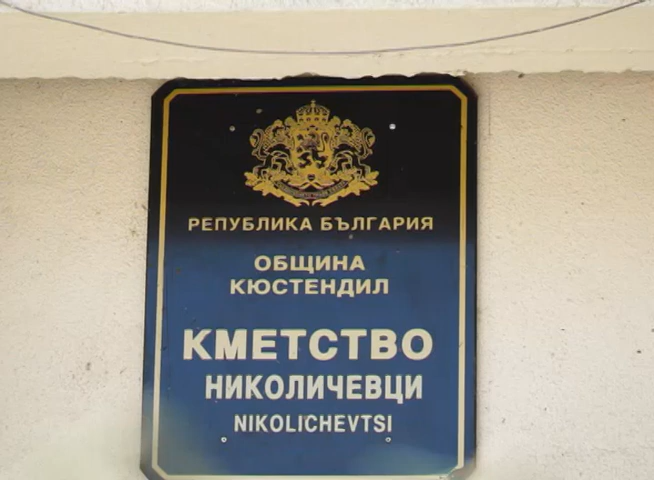 РЕПУБЛИКА БЪЛГАРИЯ
ОБЩИНА
КЮСТЕНДИЛ
КМЕТСТВО
НИКОЛИЧЕВЦИ
NIKOLICHEVTSI